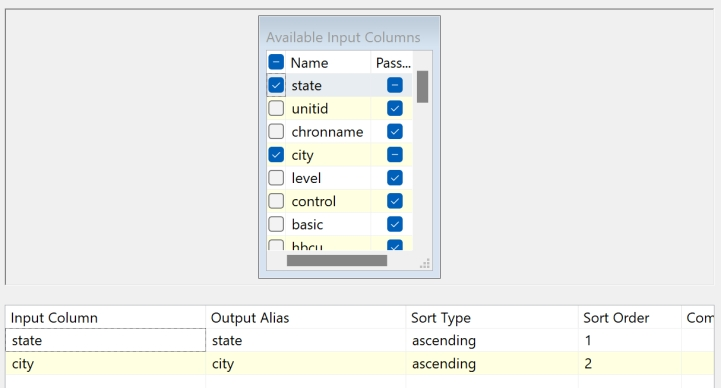 Available Input Columns
Name Pass...
state
unitid
chronname
city
level
control
basic
hbcu
Input Column Output Alias Sort Type Sort Order Com
state state ascending 1
city city ascending 2